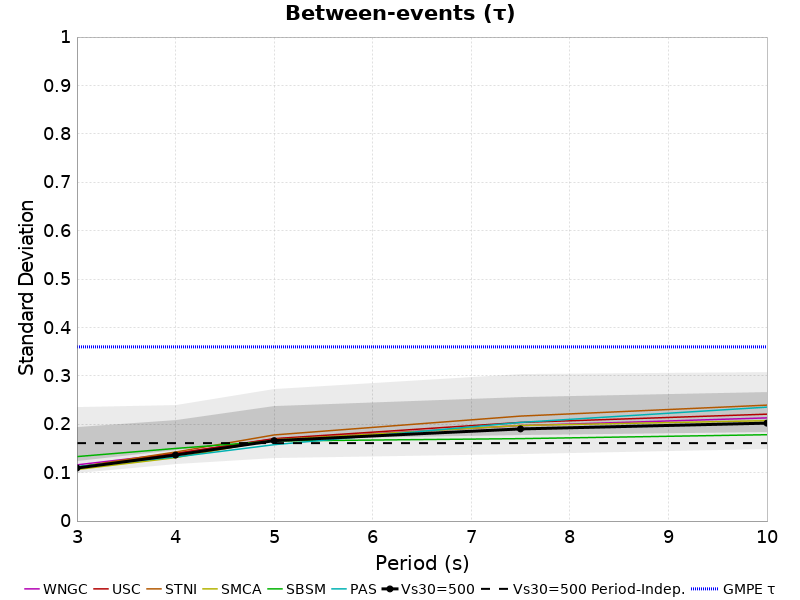 Between-events (τ)
Standard Deviation
1
0.9
0.8
0.7
0.6
0.5
0.4
0.3
0.2
0.1
0
3 4 5 6 7 8 9 10
Period (s)
WNGC USC STNI SMCA SBSM PAS Vs30=500 Vs30=500 Period-Indep. GMPE τ